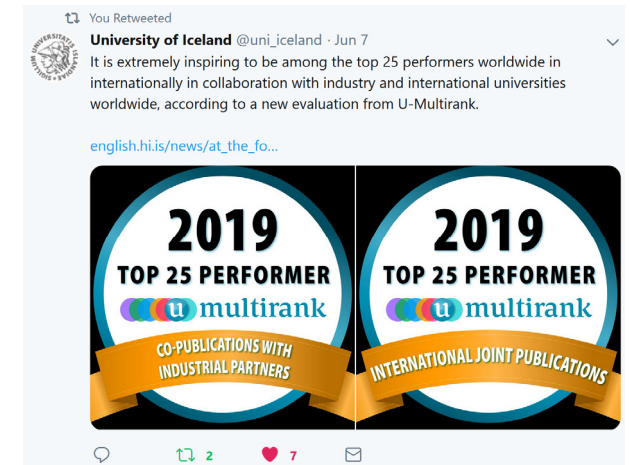 You Retweeted
University of Iceland @uni_iceland · Jun 7
It is extremely inspiring to be among the top 25 performers worldwide in
internationally in collaboration with industry and international universities
worldwide, according to a new evaluation from U-Multirank.
english.hi.is/news/at_the_fo...
2019
TOP 25 PERFORMER
u multirank
CO-PUBLICATIONS WITH
INDUSTRIAL PARTNERS
2019
TOP 25 PERFORMER
u multirank
INTERNATIONAL JOINT PUBLICATIONS
2
7